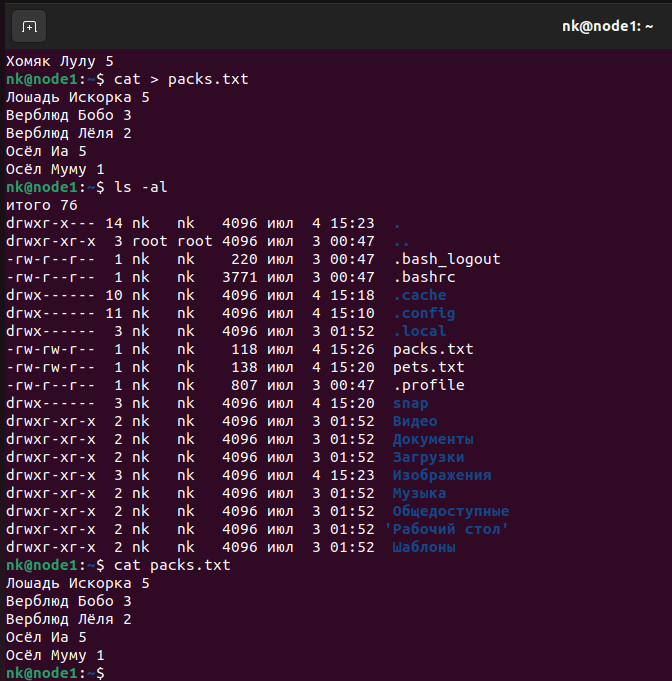 nk@node1: ~
Хомяк Лулу 5
nk@node1:~$ cat > packs.txt
Лошадь Искорка 5
Верблюд Бобо 3
Верблюд Лёля 2
Осёл Иа 5
Осёл Муму 1
nk@node1:~$ ls -al
итого 76
drwxr-x--- 14 nk   nk   4096 июл  4 15:23  .
drwxr-xr-x  3 root root 4096 июл  3 00:47  ..
-rw-r--r--  1 nk   nk    220 июл  3 00:47  .bash_logout
-rw-r--r--  1 nk   nk   3771 июл  3 00:47  .bashrc
drwx------ 10 nk   nk   4096 июл  4 15:18  .cache
drwx------ 11 nk   nk   4096 июл  4 15:10  .config
drwx------  3 nk   nk   4096 июл  3 01:52  .local
-rw-rw-r--  1 nk   nk    118 июл  4 15:26  packs.txt
-rw-rw-r--  1 nk   nk    138 июл  4 15:20  pets.txt
-rw-r--r--  1 nk   nk    807 июл  3 00:47  .profile
drwx------  3 nk   nk   4096 июл  4 15:20  snap
drwxr-xr-x  2 nk   nk   4096 июл  3 01:52  Видео
drwxr-xr-x  2 nk   nk   4096 июл  3 01:52  Документы
drwxr-xr-x  2 nk   nk   4096 июл  3 01:52  Загрузки
drwxr-xr-x  3 nk   nk   4096 июл  4 15:23  Изображения
drwxr-xr-x  2 nk   nk   4096 июл  3 01:52  Музыка
drwxr-xr-x  2 nk   nk   4096 июл  3 01:52  Общедоступные
drwxr-xr-x  2 nk   nk   4096 июл  3 01:52 'Рабочий стол'
drwxr-xr-x  2 nk   nk   4096 июл  3 01:52  Шаблоны
nk@node1:~$ cat packs.txt
Лошадь Искорка 5
Верблюд Бобо 3
Верблюд Лёля 2
Осёл Иа 5
Осёл Муму 1
nk@node1:~$